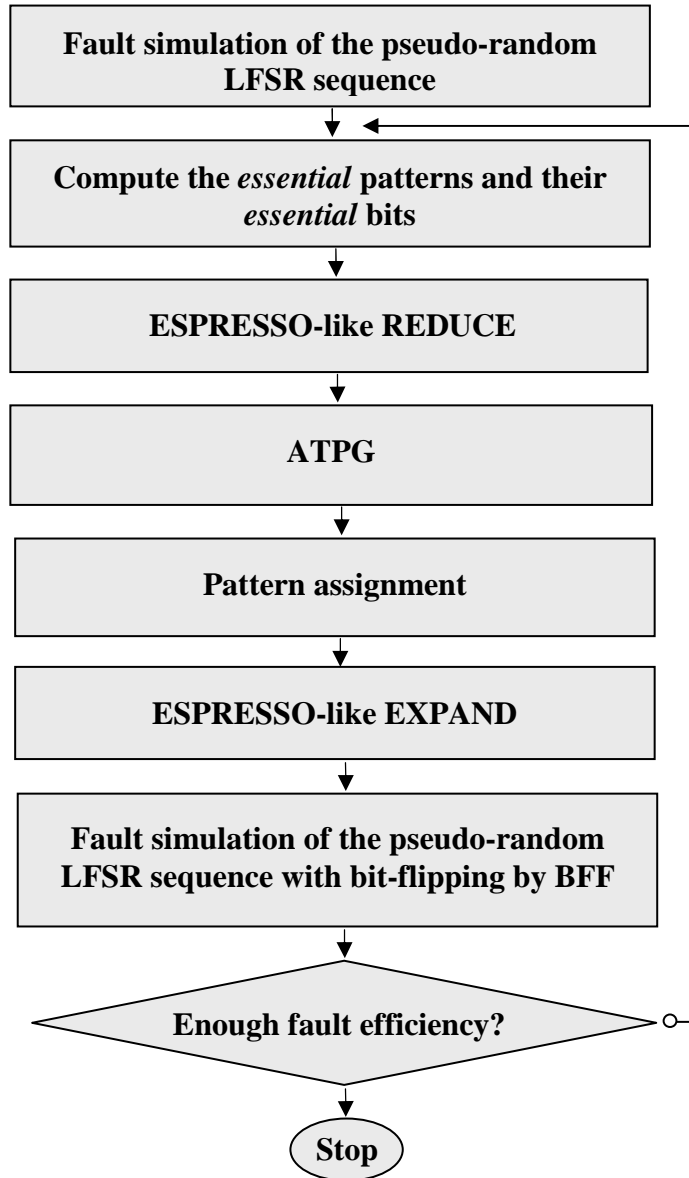 Fault simulation of the pseudo-random
LFSR sequence
Compute the essential patterns and their
essential bits
ESPRESSO-like REDUCE
ATPG
Pattern assignment
ESPRESSO-like EXPAND
Fault simulation of the pseudo-random
LFSR sequence with bit-flipping by BFF
Enough fault efficiency?
Stop